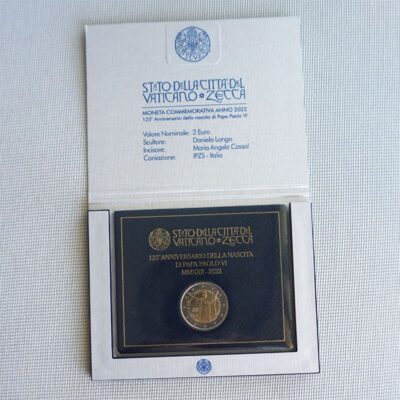 STATO DELLA CITTÀ DEL
VATICANO ZECCA
MONETA COMMEMORATIVA ANNO 2022
125° Anniversario della nascita di Papa Paolo VI
Valore Nominale: 2 Euro
Scultore: Daniela Longo
Incisore: Maria Angela Cassol
Coniazione: IPZS - Italia
STATO DELLA CITTÀ DEL
VATICANO ZECCA
125° ANNIVERSARIO DELLA NASCITA
DI PAPA PAOLO VI
MMXXII - 2022